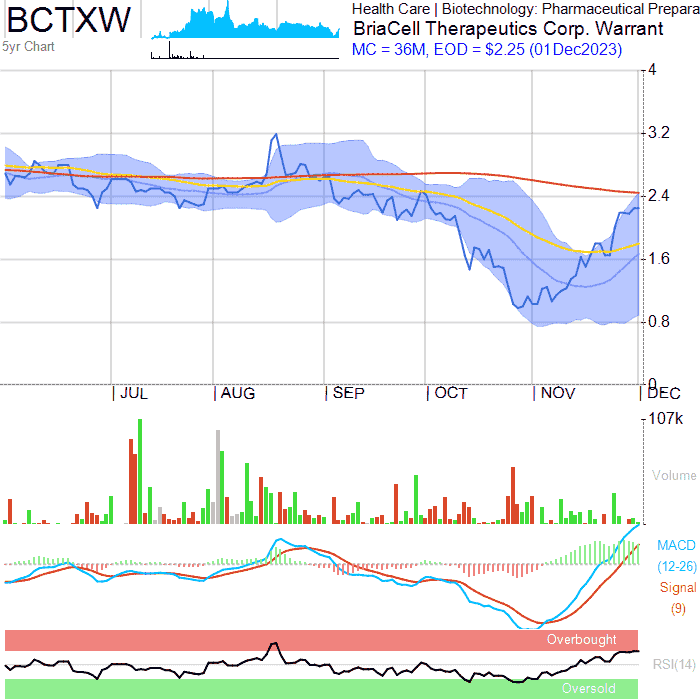 BCTXW
5yr Chart
Health Care | Biotechnology: Pharmaceutical Prepara
BriaCell Therapeutics Corp. Warrant
MC = 36M, EOD = $2.25 (01Dec2023)
4
3.2
2.4
1.6
0.8
0
JUL
AUG
SEP
OCT
NOV
DEC
107k
Volume
MACD
(12-26)
Signal
(9)
Overbought
RSI(14)
Oversold